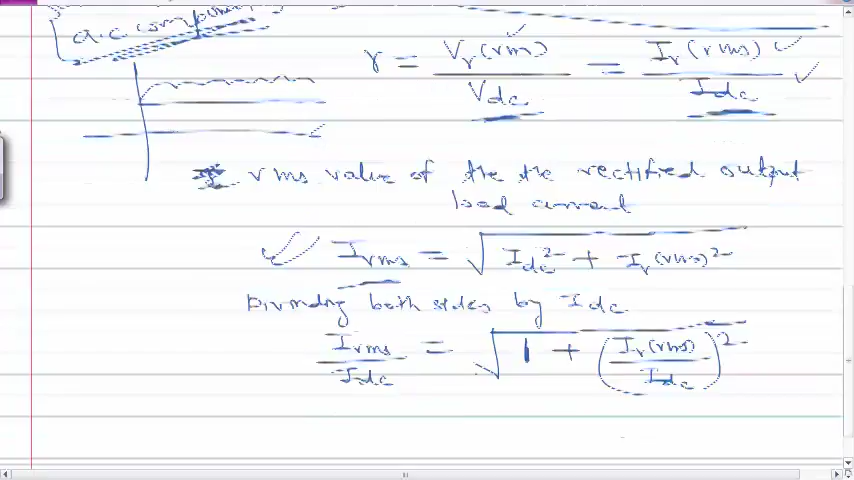 a.c. component
γ = Vr(rms) / Vdc = Ir(rms) / Idc
rms value of the the rectified output
load current
Irms = √(Idc² + Ir(rms)²)
Dividing both sides by Idc
Irms / Idc = √(1 + (Ir(rms) / Idc)²)